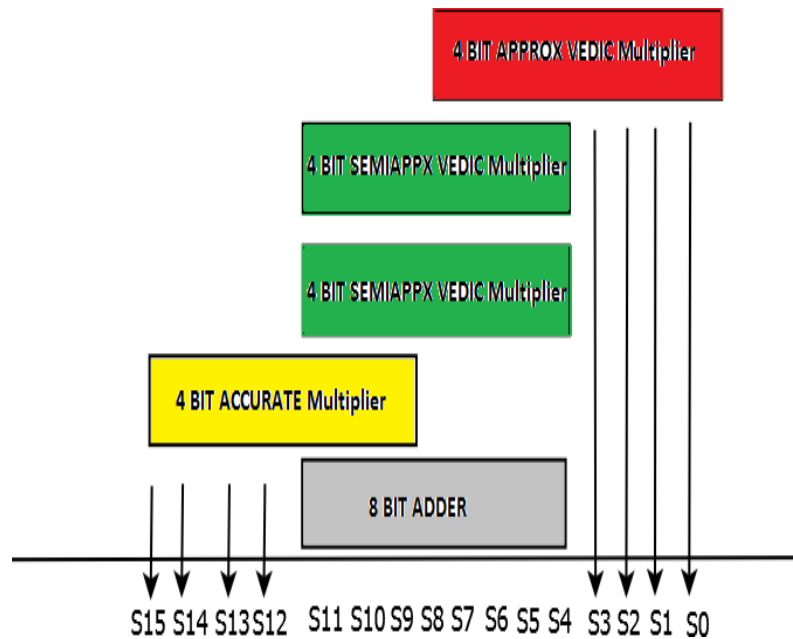 4 BIT APPROX VEDIC Multiplier
4 BIT SEMIAPPX VEDIC Multiplier
4 BIT SEMIAPPX VEDIC Multiplier
4 BIT ACCURATE Multiplier
8 BIT ADDER
S15 S14 S13 S12 S11 S10 S9 S8 S7 S6 S5 S4 S3 S2 S1 S0